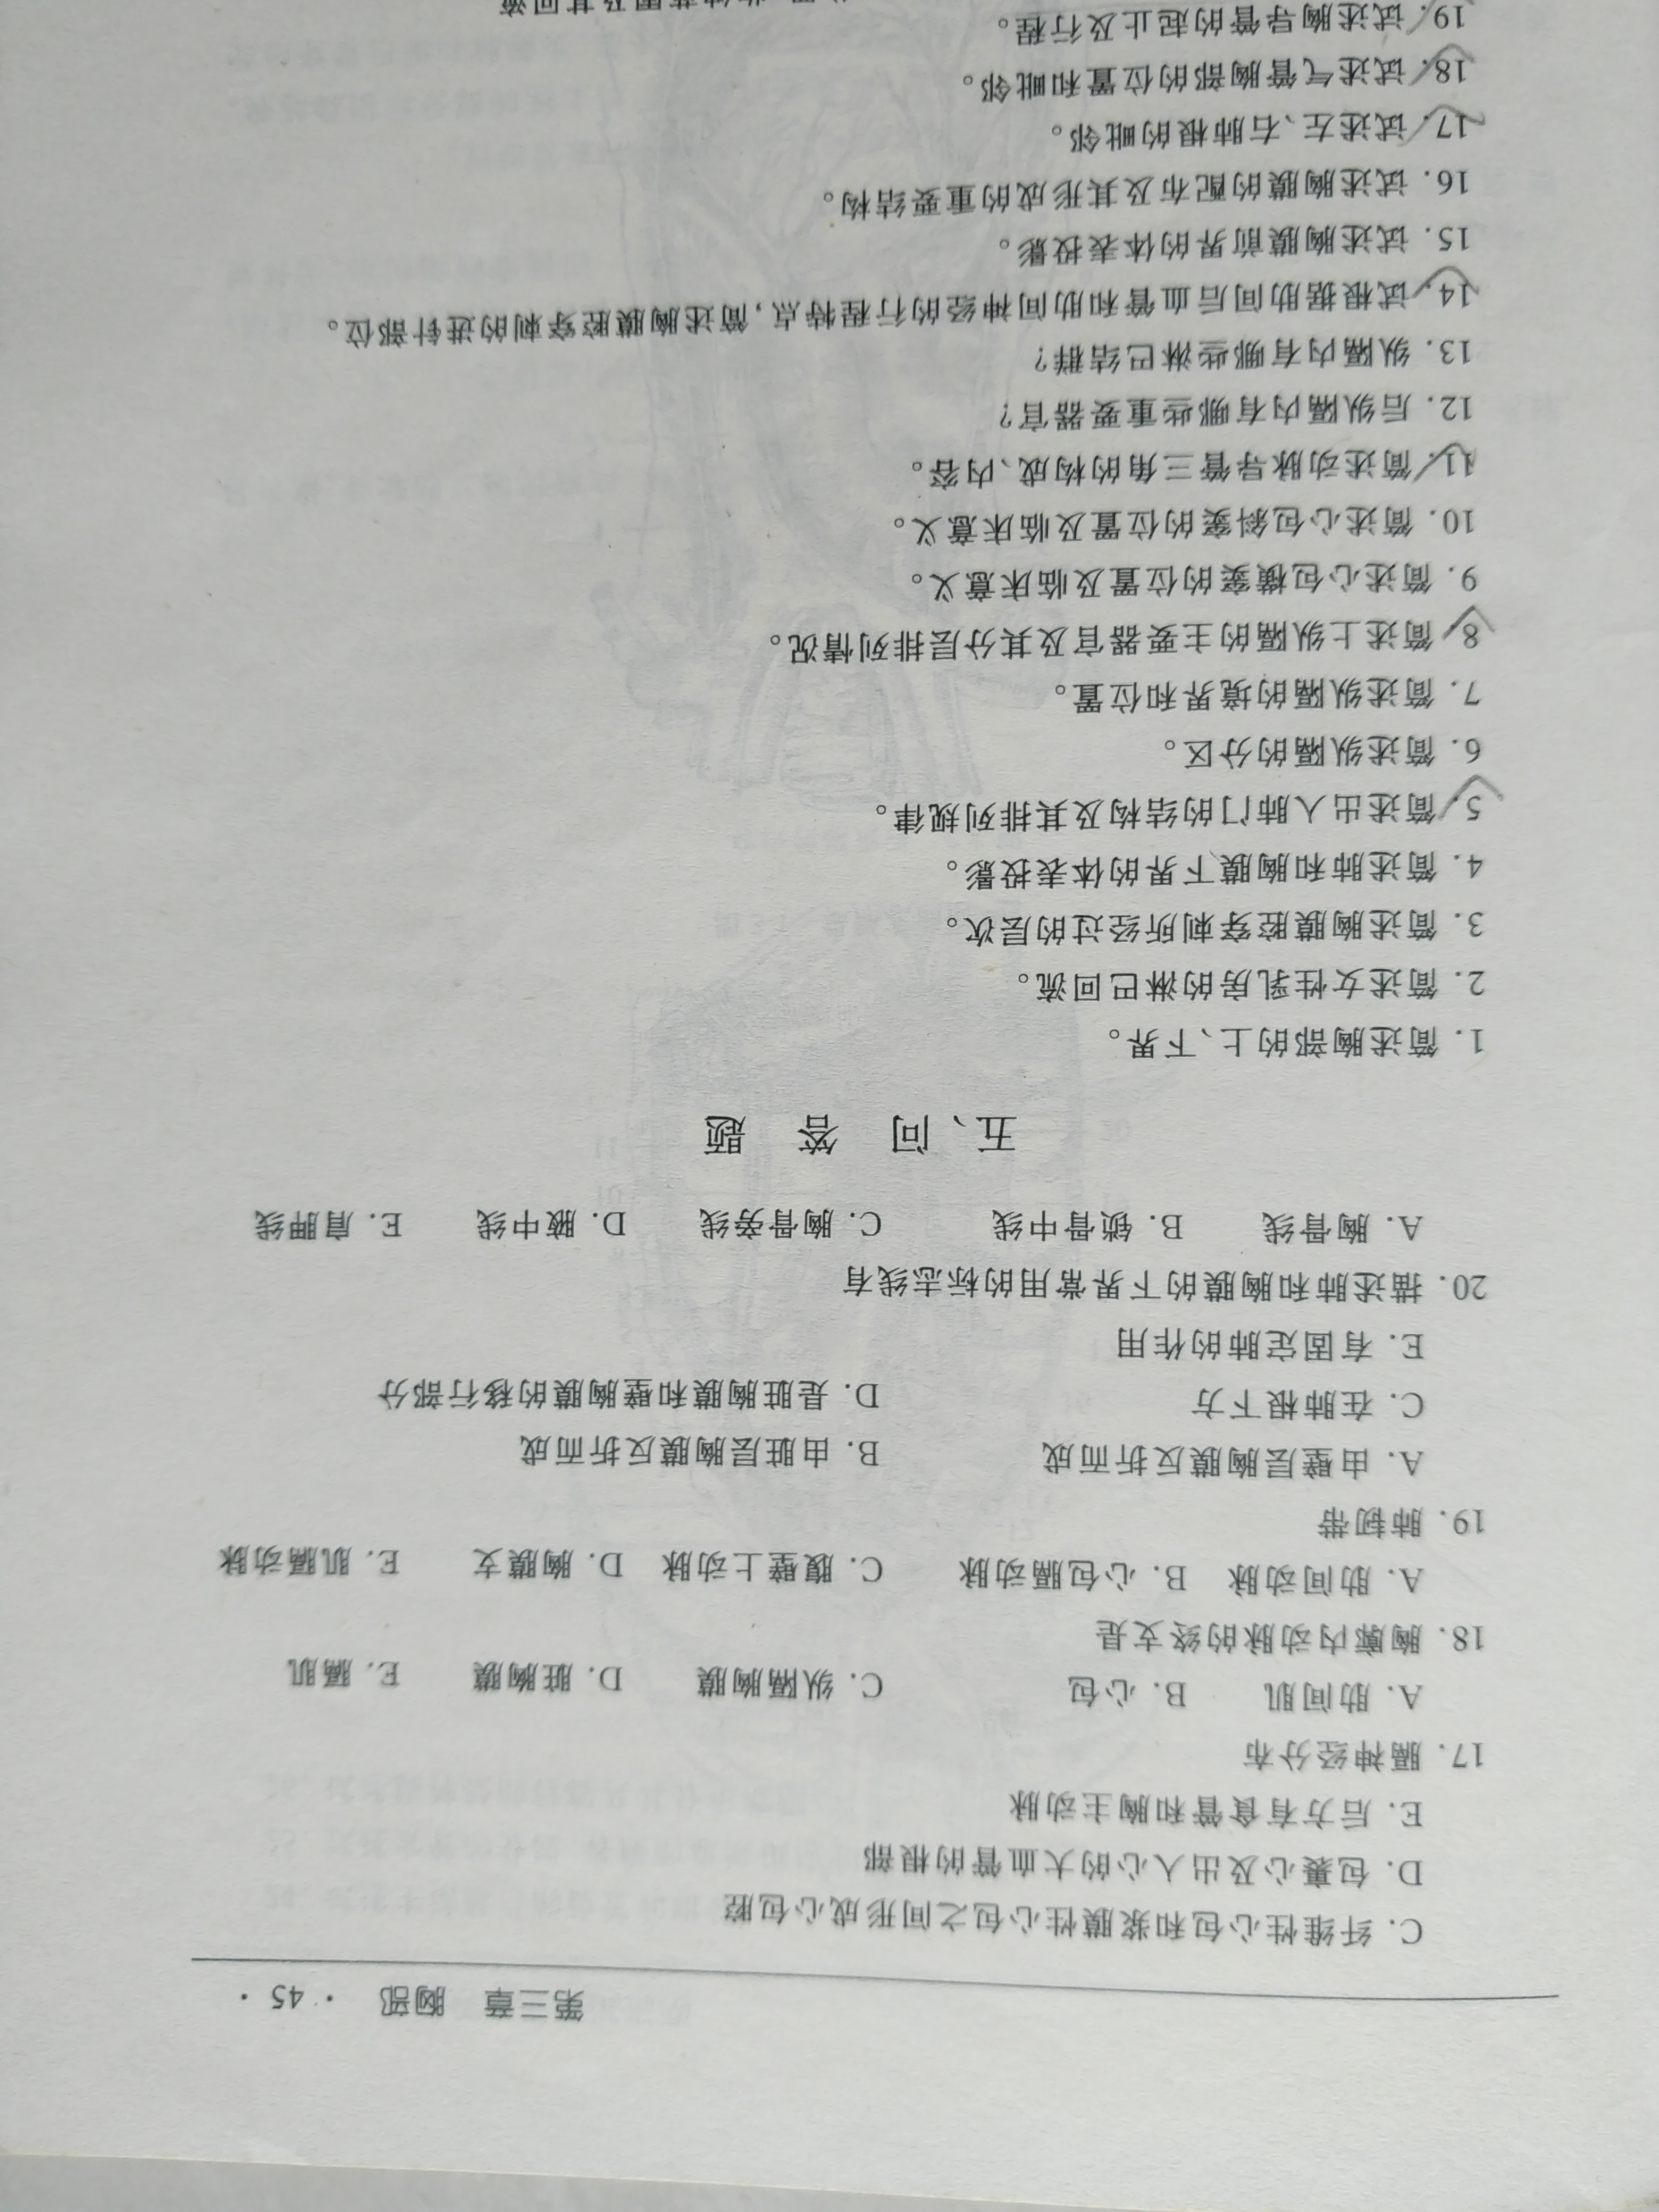 第三章　胸部　· 45 ·
C. 纤维性心包和浆膜性心包之间形成心包腔
D. 包裹心及出入心的大血管的根部
E. 后方有食管和胸主动脉
17. 膈神经分布
A. 肋间肌　B. 心包　C. 纵隔胸膜　D. 脏胸膜　E. 膈肌
18. 胸廓内动脉的终支是
A. 肋间动脉　B. 心包膈动脉　C. 腹壁上动脉　D. 胸膜支　E. 肌膈动脉
19. 肺韧带
A. 由壁层胸膜反折而成　B. 由脏层胸膜反折而成
C. 在肺根下方　D. 是脏胸膜和壁胸膜的移行部分
E. 有固定肺的作用
20. 描述肺和胸膜的下界常用的标志线有
A. 胸骨线　B. 锁骨中线　C. 胸骨旁线　D. 腋中线　E. 肩胛线
五、问　答　题
1. 简述胸部的上、下界。
2. 简述女性乳房的淋巴回流。
3. 简述胸膜腔穿刺所经过的层次。
4. 简述肺和胸膜下界的体表投影。
5. 简述出入肺门的结构及其排列规律。
6. 简述纵隔的分区。
7. 简述纵隔的境界和位置。
8. 简述上纵隔的主要器官及其分层排列情况。
9. 简述心包横窦的位置及临床意义。
10. 简述心包斜窦的位置及临床意义。
11. 简述动脉导管三角的构成、内容。
12. 后纵隔内有哪些重要器官?
13. 纵隔内有哪些淋巴结群?
14. 试根据肋间后血管和肋间神经的行程特点,简述胸膜腔穿刺的进针部位。
15. 试述胸膜前界的体表投影。
16. 试述胸膜的配布及其形成的重要结构。
17. 试述左、右肺根的毗邻。
18. 试述气管胸部的位置和毗邻。
19. 试述胸导管的起止及行程。